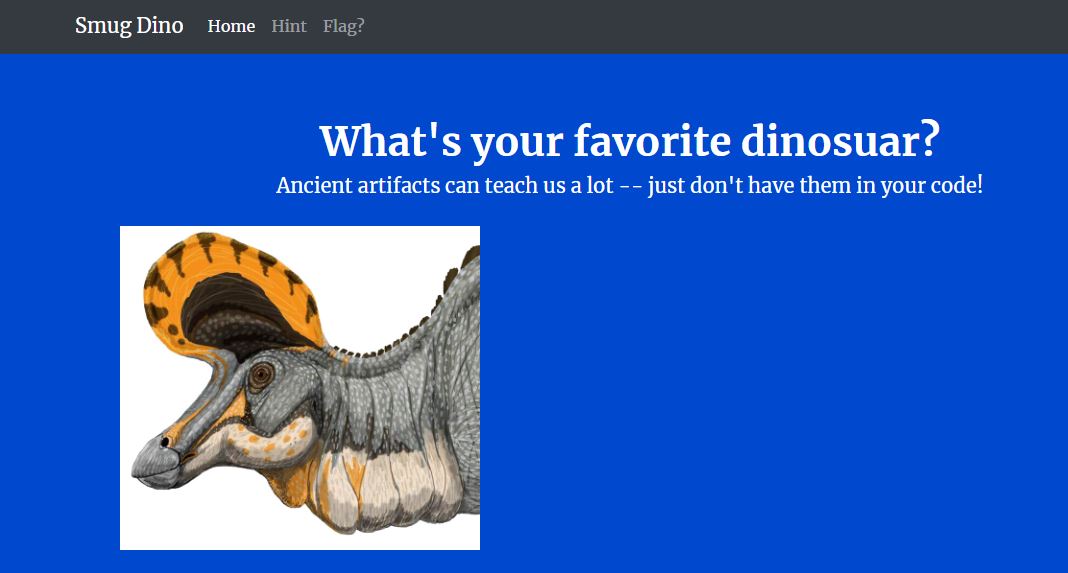 Smug Dino Home Hint Flag?
What's your favorite dinosuar?
Ancient artifacts can teach us a lot -- just don't have them in your code!